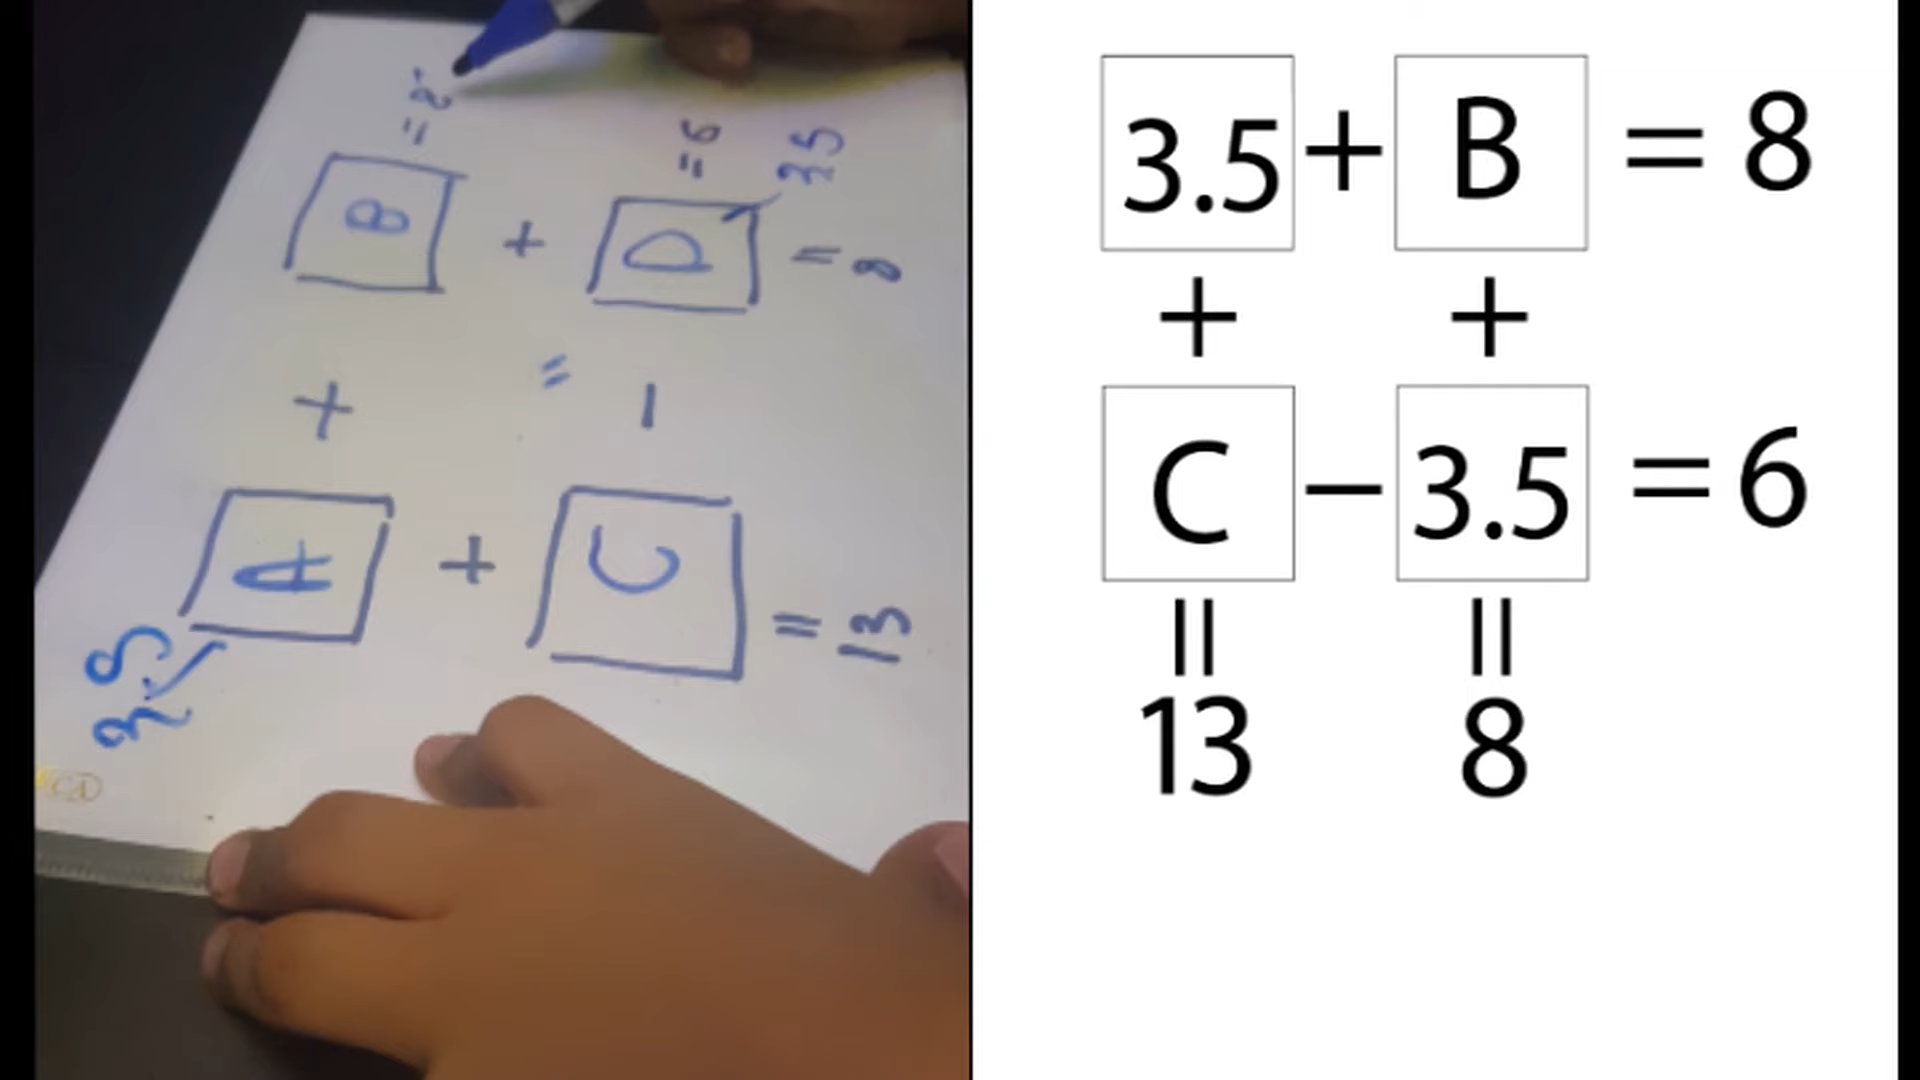 B = 8
+
D = 6
3.5
= 8
+ = −
A + C = 13
3.5
3.5 + B = 8
+ +
C − 3.5 = 6
= =
13 8